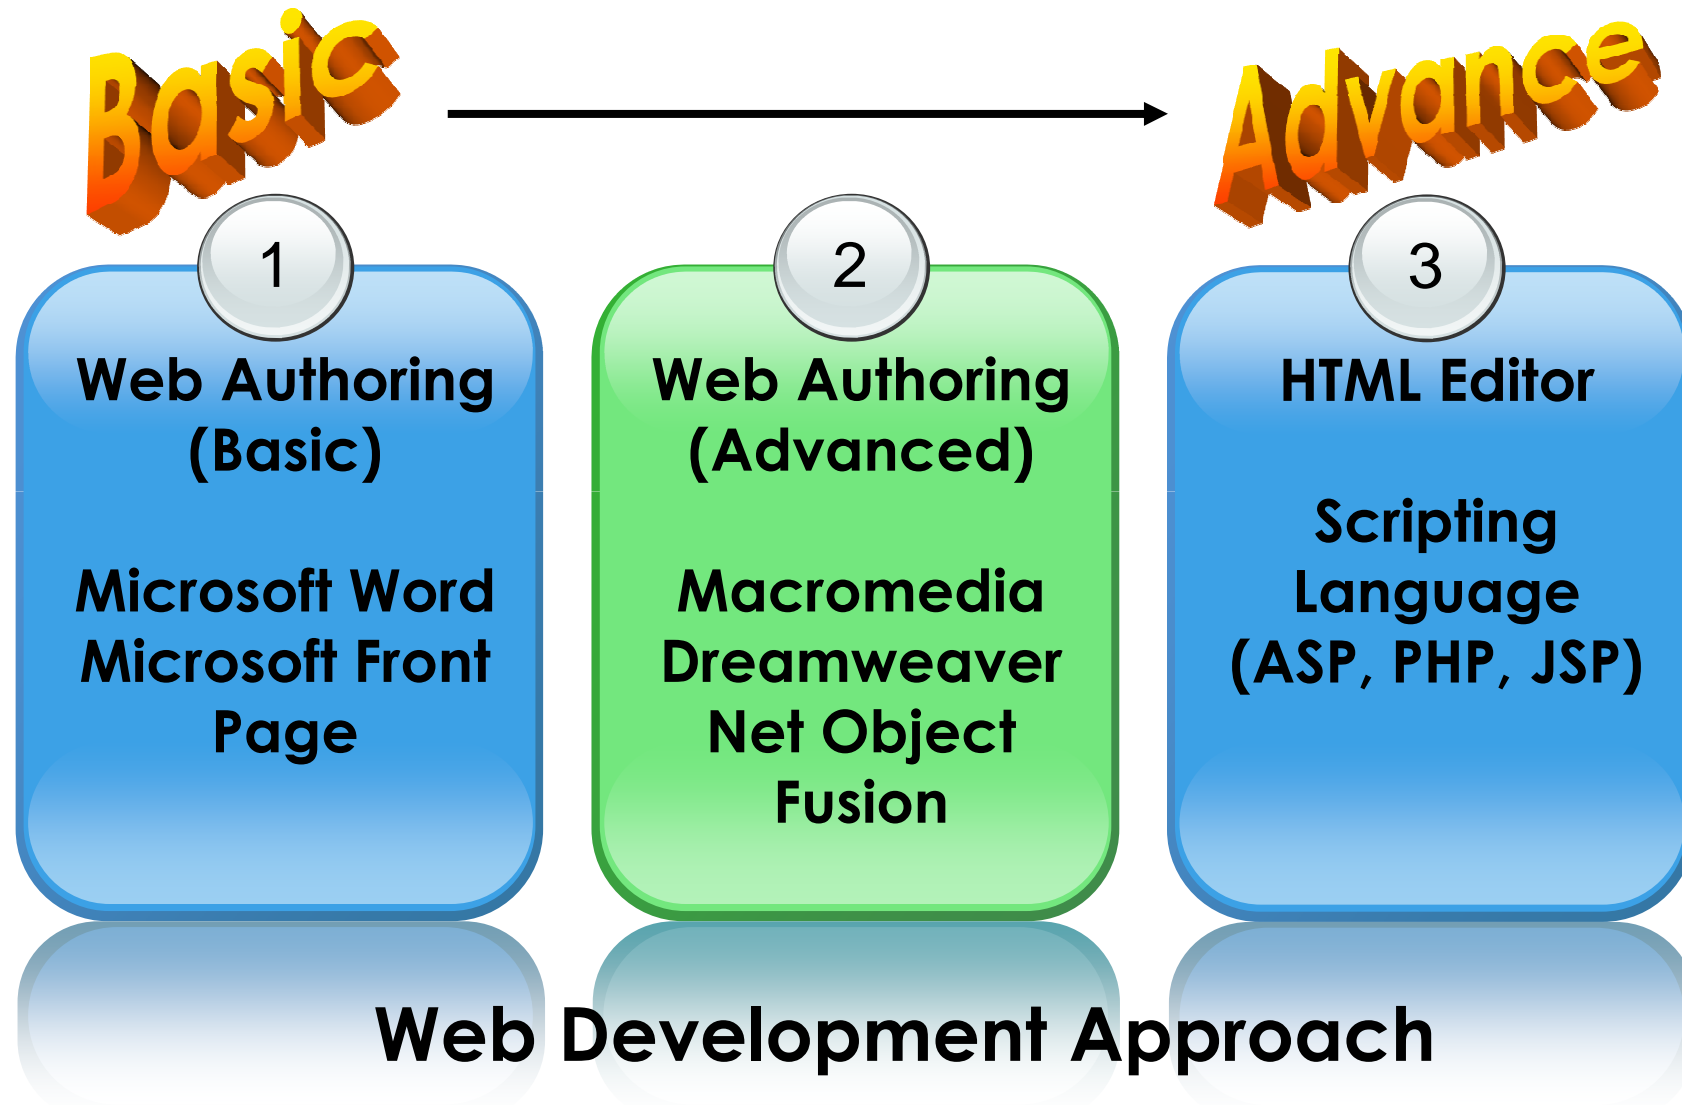 Basic
Advance
1
Web Authoring
(Basic)
Microsoft Word
Microsoft Front
Page
2
Web Authoring
(Advanced)
Macromedia
Dreamweaver
Net Object
Fusion
3
HTML Editor
Scripting
Language
(ASP, PHP, JSP)
Web Development Approach